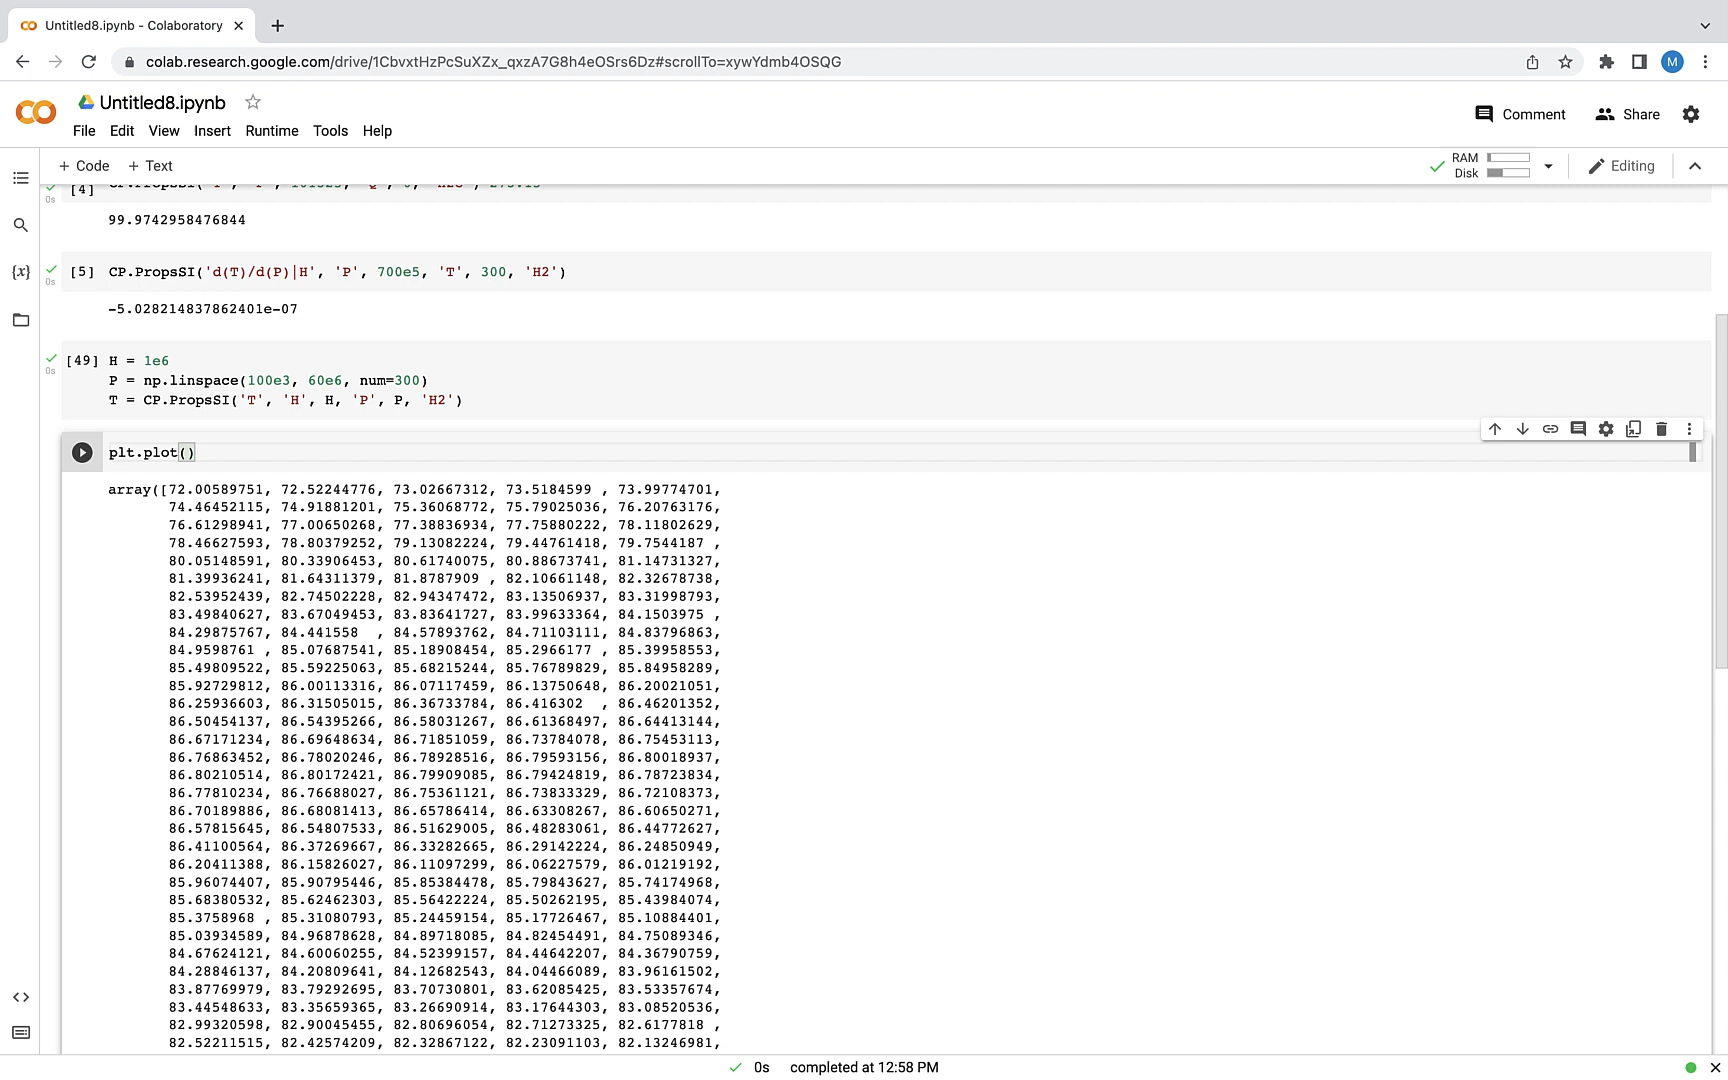 Untitled8.ipynb - Colaboratory
colab.research.google.com/drive/1CbvxtHzPcSuXZx_qxzA7G8h4eOSrs6Dz#scrollTo=xywYdmb4OSQG
M
Untitled8.ipynb
Comment
Share
File Edit View Insert Runtime Tools Help
+ Code + Text
RAM
Disk
Editing
[4]
0s
99.9742958476844
[5] CP.PropsSI('d(T)/d(P)|H', 'P', 700e5, 'T', 300, 'H2')
0s
-5.028214837862401e-07
[49] H = 1e6
0s
P = np.linspace(100e3, 60e6, num=300)
T = CP.PropsSI('T', 'H', H, 'P', P, 'H2')
plt.plot()
array([72.00589751, 72.52244776, 73.02667312, 73.5184599 , 73.99774701,
74.46452115, 74.91881201, 75.36068772, 75.79025036, 76.20763176,
76.61298941, 77.00650268, 77.38836934, 77.75880222, 78.11802629,
78.46627593, 78.80379252, 79.13082224, 79.44761418, 79.7544187 ,
80.05148591, 80.33906453, 80.61740075, 80.88673741, 81.14731327,
81.39936241, 81.64311379, 81.8787909 , 82.10661148, 82.32678738,
82.53952439, 82.74502228, 82.94347472, 83.13506937, 83.31998793,
83.49840627, 83.67049453, 83.83641727, 83.99633364, 84.1503975 ,
84.29875767, 84.441558 , 84.57893762, 84.71103111, 84.83796863,
84.9598761 , 85.07687541, 85.18908454, 85.2966177 , 85.39958553,
85.49809522, 85.59225063, 85.68215244, 85.76789829, 85.84958289,
85.92729812, 86.00113316, 86.07117459, 86.13750648, 86.20021051,
86.25936603, 86.31505015, 86.36733784, 86.416302 , 86.46201352,
86.50454137, 86.54395266, 86.58031267, 86.61368497, 86.64413144,
86.67171234, 86.69648634, 86.71851059, 86.73784078, 86.75453113,
86.76863452, 86.78020246, 86.78928516, 86.79593156, 86.80018937,
86.80210514, 86.80172421, 86.79909085, 86.79424819, 86.78723834,
86.77810234, 86.76688027, 86.75361121, 86.73833329, 86.72108373,
86.70189886, 86.68081413, 86.65786414, 86.63308267, 86.60650271,
86.57815645, 86.54807533, 86.51629005, 86.48283061, 86.44772627,
86.41100564, 86.37269667, 86.33282665, 86.29142224, 86.24850949,
86.20411388, 86.15826027, 86.11097299, 86.06227579, 86.01219192,
85.96074407, 85.90795446, 85.85384478, 85.79843627, 85.74174968,
85.68380532, 85.62462303, 85.56422224, 85.50262195, 85.43984074,
85.3758968 , 85.31080793, 85.24459154, 85.17726467, 85.10884401,
85.03934589, 84.96878628, 84.89718085, 84.82454491, 84.75089346,
84.67624121, 84.60060255, 84.52399157, 84.44642207, 84.36790759,
84.28846137, 84.20809641, 84.12682543, 84.04466089, 83.96161502,
83.87769979, 83.79292695, 83.70730801, 83.62085425, 83.53357674,
83.44548633, 83.35659365, 83.26690914, 83.17644303, 83.08520536,
82.99320598, 82.90045455, 82.80696054, 82.71273325, 82.6177818 ,
82.52211515, 82.42574209, 82.32867122, 82.23091103, 82.13246981,
0s completed at 12:58 PM